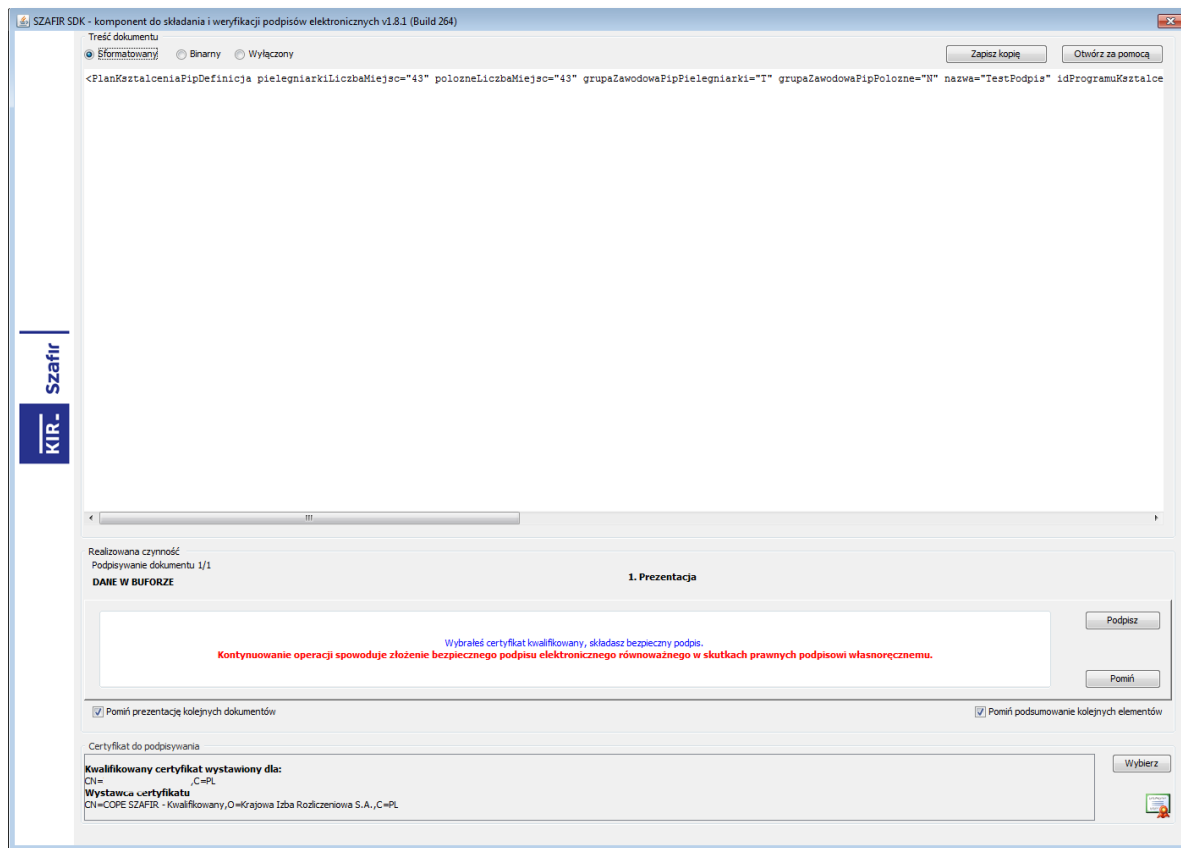 SZAFIR SDK - komponent do składania i weryfikacji podpisów elektronicznych v1.8.1 (Build 264)
Treść dokumentu
Sformatowany Binarny Wyłączony Zapisz kopię Otwórz za pomocą
<PlanKsztalceniaPipDefinicja pielegniarkiLiczbaMiejsc="43" polozneLiczbaMiejsc="43" grupaZawodowaPipPielegniarki="T" grupaZawodowaPipPolozne="N" nazwa="TestPodpis" idProgramuKsztalce
Szafir
KIR.
Realizowana czynność
Podpisywanie dokumentu 1/1
DANE W BUFORZE
1. Prezentacja
Wybrałeś certyfikat kwalifikowany, składasz bezpieczny podpis.
Kontynuowanie operacji spowoduje złożenie bezpiecznego podpisu elektronicznego równoważnego w skutkach prawnych podpisowi własnoręcznemu.
Podpisz
Pomiń
Pomiń prezentację kolejnych dokumentów Pomiń podsumowanie kolejnych elementów
Certyfikat do podpisywania
Kwalifikowany certyfikat wystawiony dla:
CN= ,C=PL
Wystawca certyfikatu
CN=COPE SZAFIR - Kwalifikowany,O=Krajowa Izba Rozliczeniowa S.A.,C=PL
Wybierz